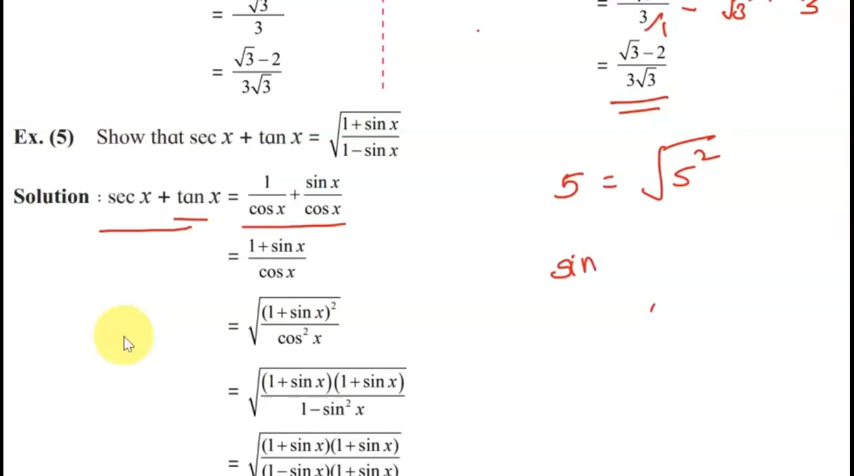 = √3/3
= (√3 − 2)/(3√3)
= (√3 − 2)/(3√3)
Ex. (5) Show that sec x + tan x = √((1 + sin x)/(1 − sin x))
5 = √(5²)
Solution : sec x + tan x = 1/cos x + sin x/cos x
= (1 + sin x)/cos x
sin
= √((1 + sin x)²/cos² x)
= √((1 + sin x)(1 + sin x)/(1 − sin² x))
= √((1 + sin x)(1 + sin x)/(1 − sin x)(1 + sin x))